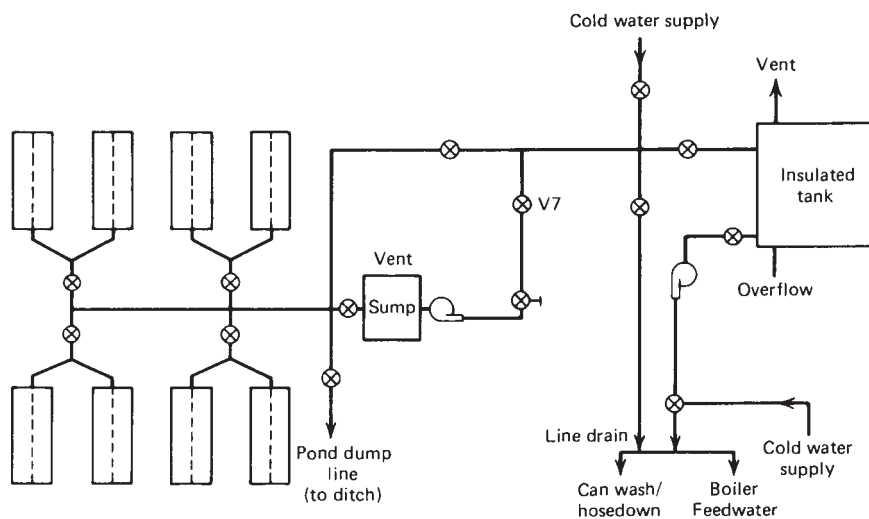 Cold water supply
Vent
Insulated
tank
V7
Vent
Sump
Overflow
Line drain
Cold water
supply
Pond dump
line
(to ditch)
Can wash/
hosedown
Boiler
Feedwater